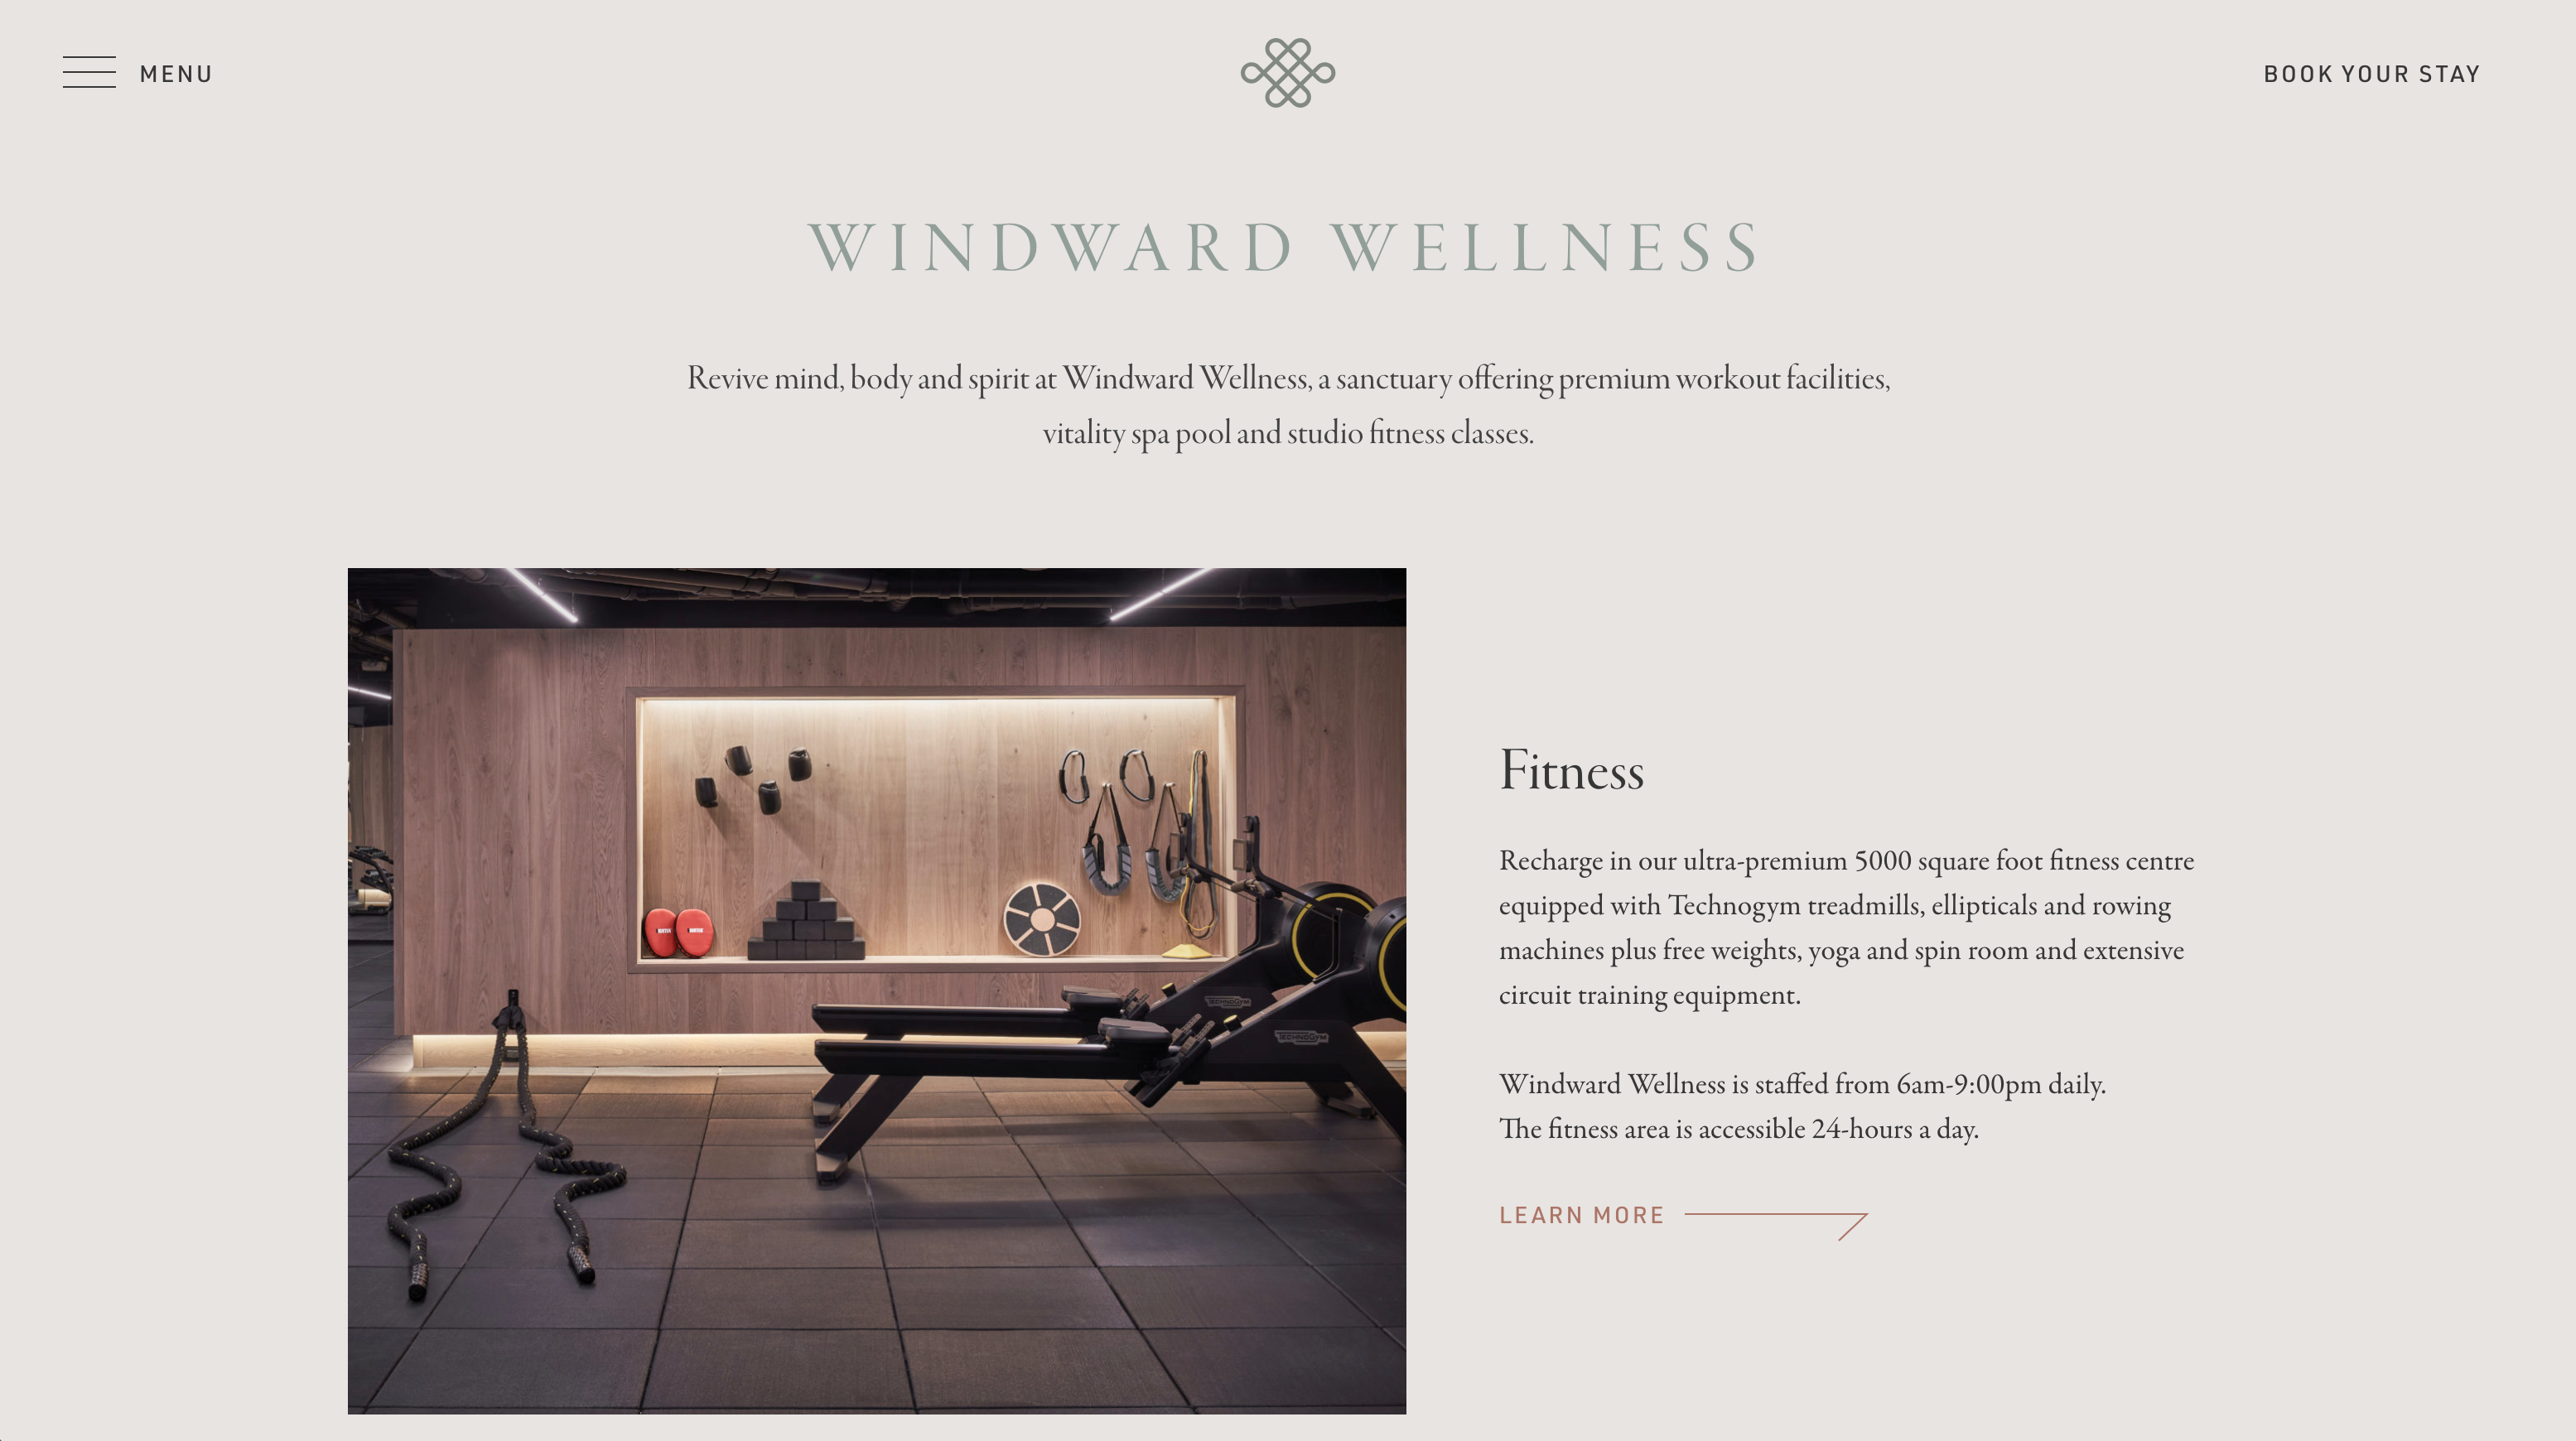 MENU
BOOK YOUR STAY
WINDWARD WELLNESS
Revive mind, body and spirit at Windward Wellness, a sanctuary offering premium workout facilities,
vitality spa pool and studio fitness classes.
TECHNOGYM
TECHNOGYM
Fitness
Recharge in our ultra-premium 5000 square foot fitness centre
equipped with Technogym treadmills, ellipticals and rowing
machines plus free weights, yoga and spin room and extensive
circuit training equipment.
Windward Wellness is staffed from 6am-9:00pm daily.
The fitness area is accessible 24-hours a day.
LEARN MORE